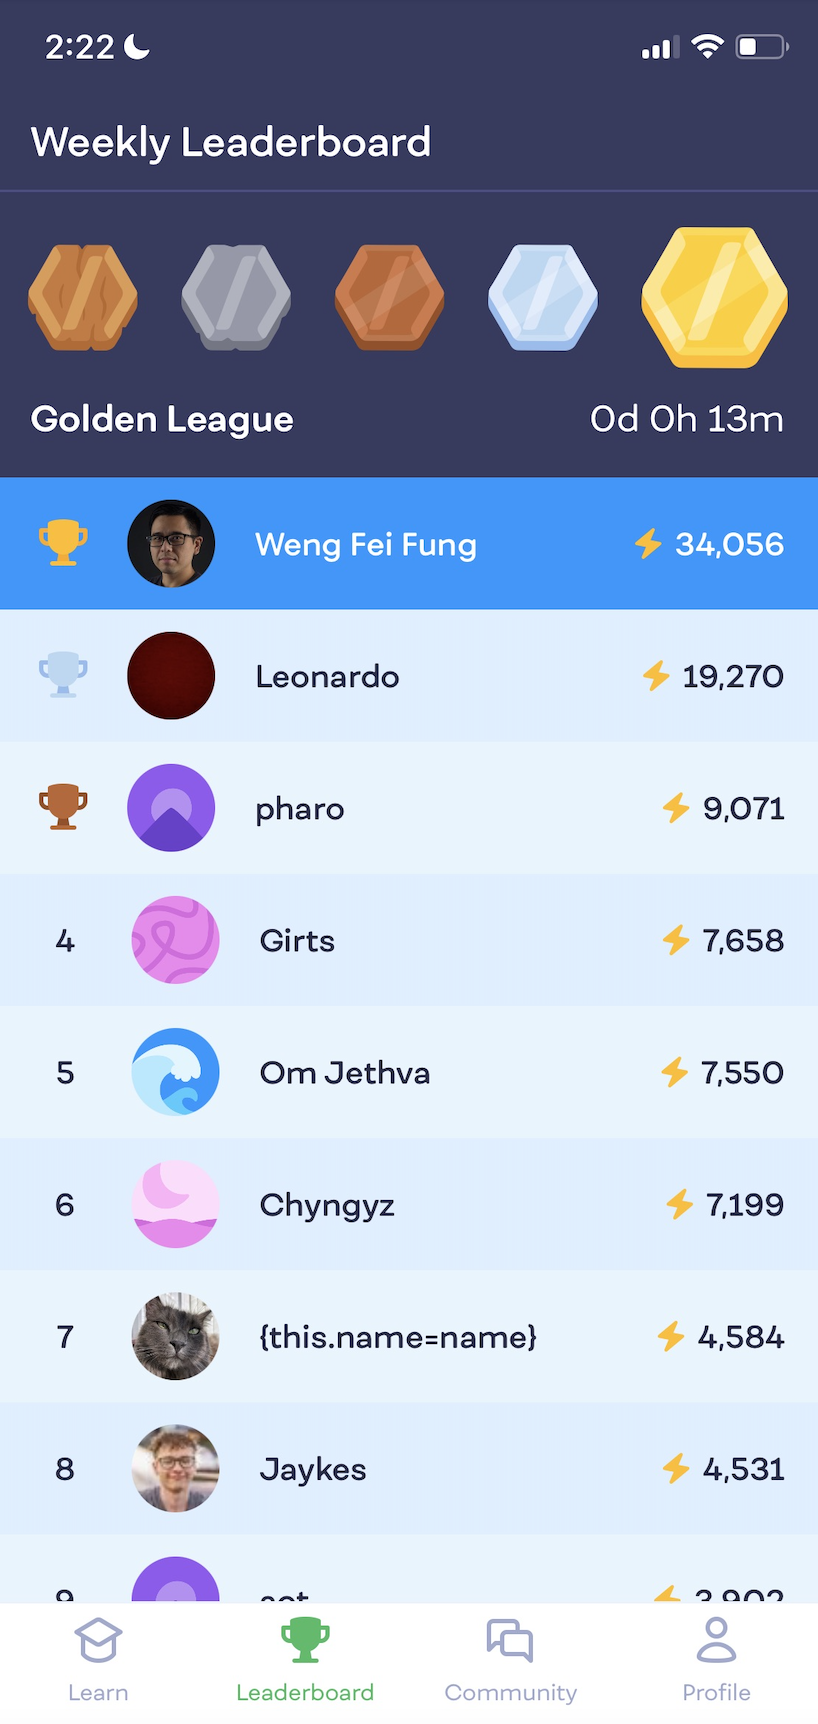 2:22
Weekly Leaderboard
Golden League 0d 0h 13m
Weng Fei Fung 34,056
Leonardo 19,270
pharo 9,071
4 Girts 7,658
5 Om Jethva 7,550
6 Chyngyz 7,199
7 {this.name=name} 4,584
8 Jaykes 4,531
9 3,902
Learn Leaderboard Community Profile